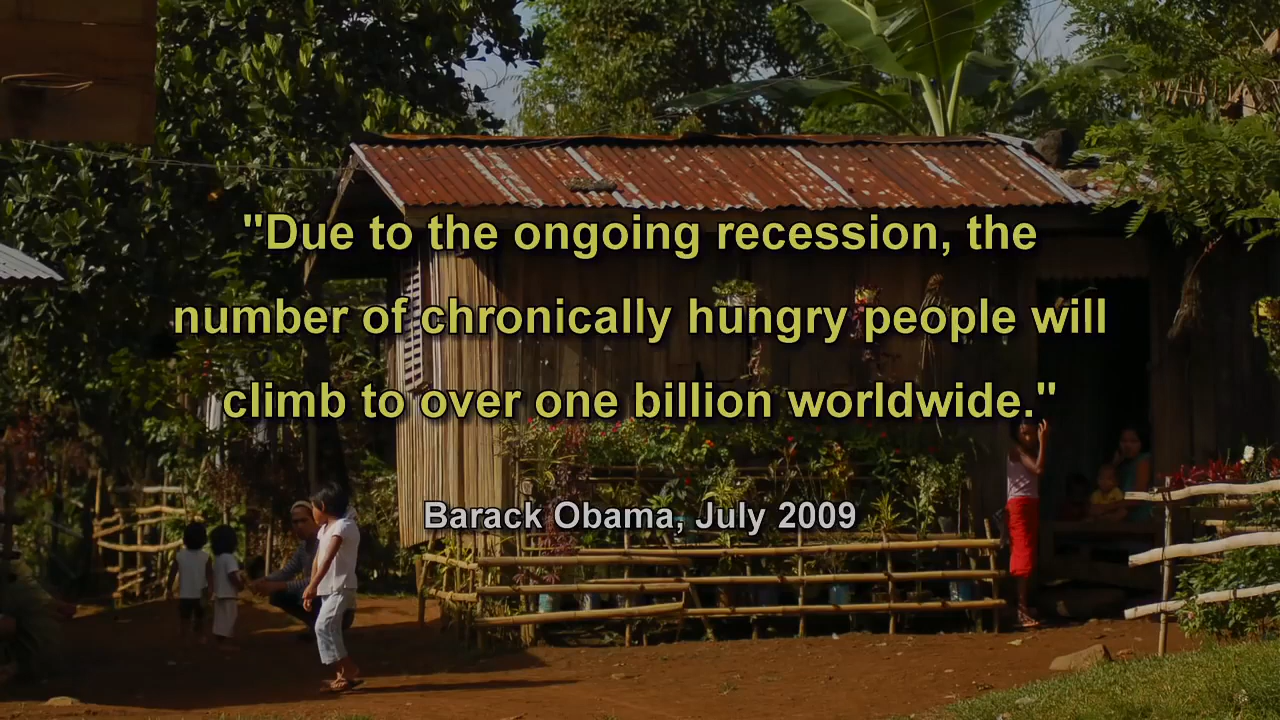 "Due to the ongoing recession, the
number of chronically hungry people will
climb to over one billion worldwide."
Barack Obama, July 2009